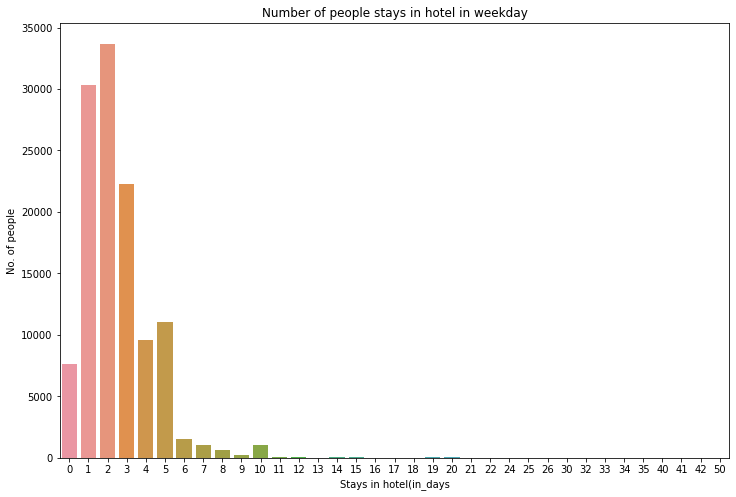 Number of people stays in hotel in weekday
35000
30000
25000
20000
15000
10000
5000
0
No. of people
0 1 2 3 4 5 6 7 8 9 10 11 12 13 14 15 16 17 18 19 20 21 22 24 25 26 30 32 33 34 35 40 41 42 50
Stays in hotel(in_days